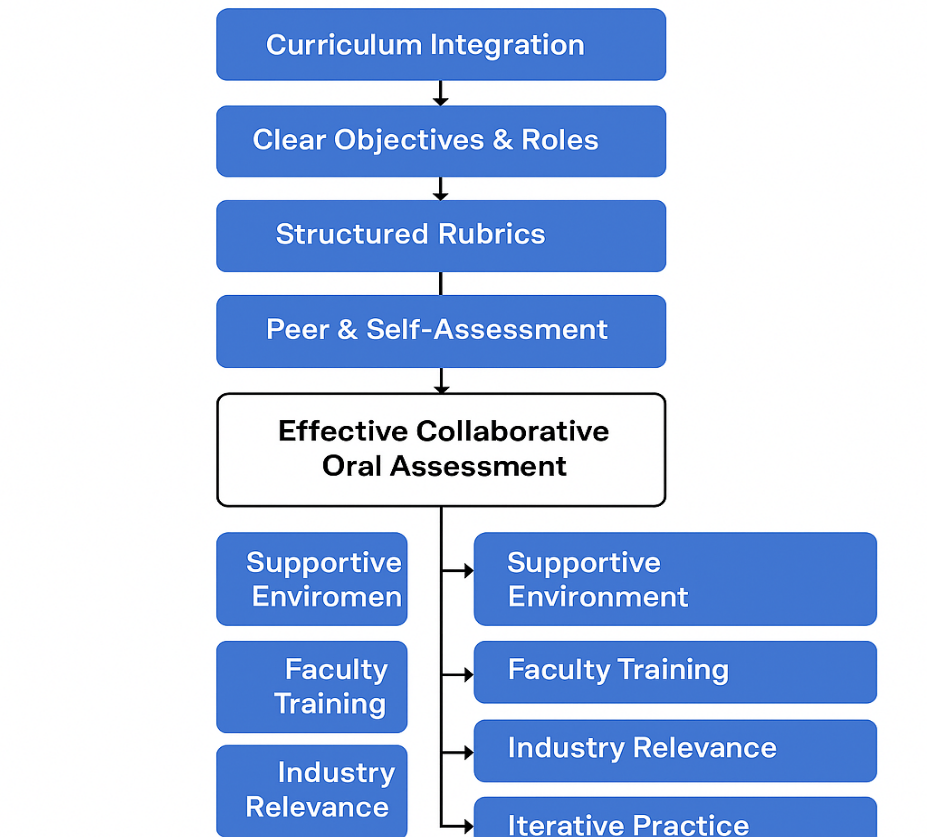 Curriculum Integration
Clear Objectives & Roles
Structured Rubrics
Peer & Self-Assessment
Effective Collaborative
Oral Assessment
Supportive
Enviromen
Faculty
Training
Industry
Relevance
Supportive
Environment
Faculty Training
Industry Relevance
Iterative Practice